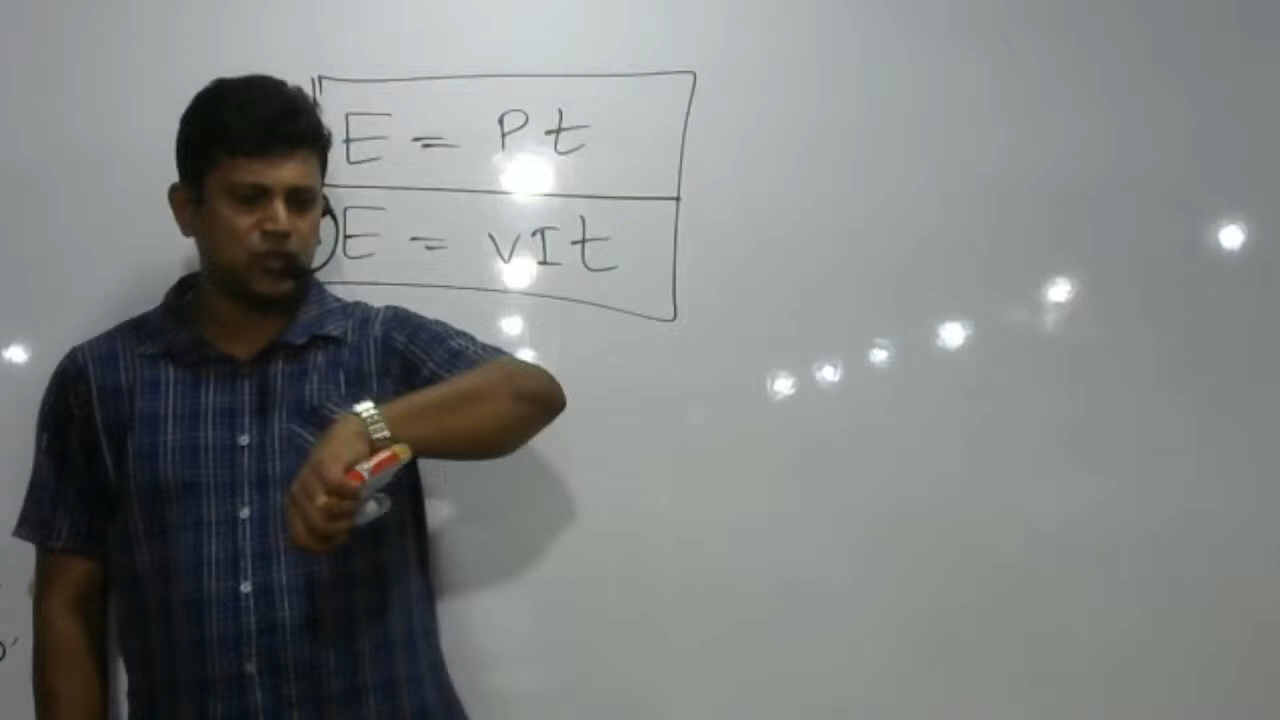 E = Pt
E = VIt